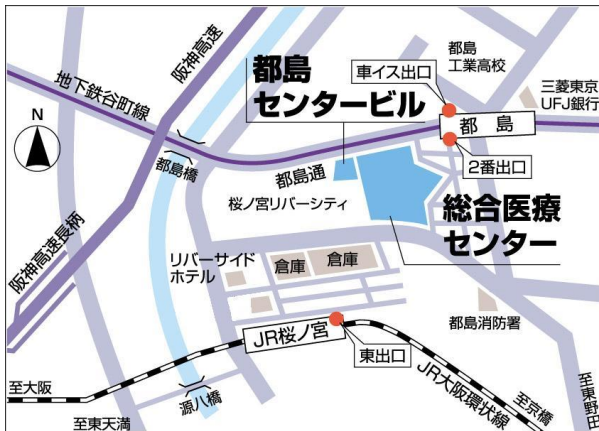 阪神高速
地下鉄谷町線
都島
センタービル
車イス出口
都島
工業高校
三菱東京
UFJ銀行
都島
2番出口
N
都島橋
都島通
桜ノ宮リバーシティ
総合医療
センター
阪神高速長柄
リバーサイド
ホテル
倉庫
倉庫
都島消防署
JR桜ノ宮
東出口
JR大阪環状線
至大阪
至東天満
源八橋
至京橋
至東野田